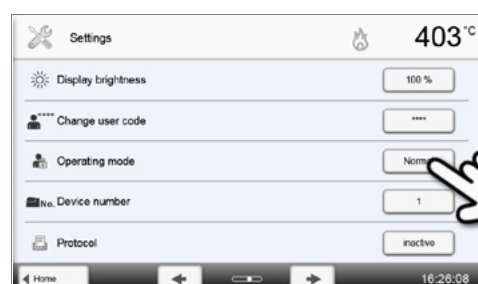 Settings 403 °C
Display brightness 100 %
**** Change user code ****
Operating mode
No. Device number 1
Protocol inactive
Home 16:26:08